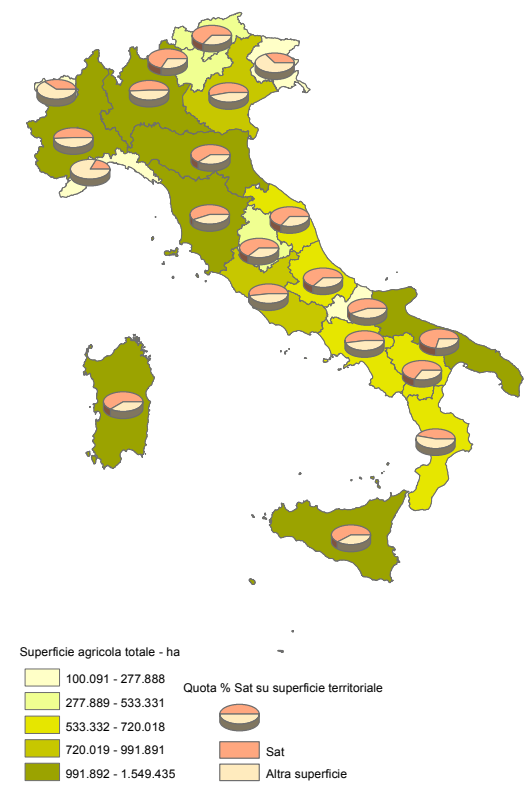 Superficie agricola totale - ha
100.091 - 277.888
277.889 - 533.331
533.332 - 720.018
720.019 - 991.891
991.892 - 1.549.435
Quota % Sat su superficie territoriale
Sat
Altra superficie